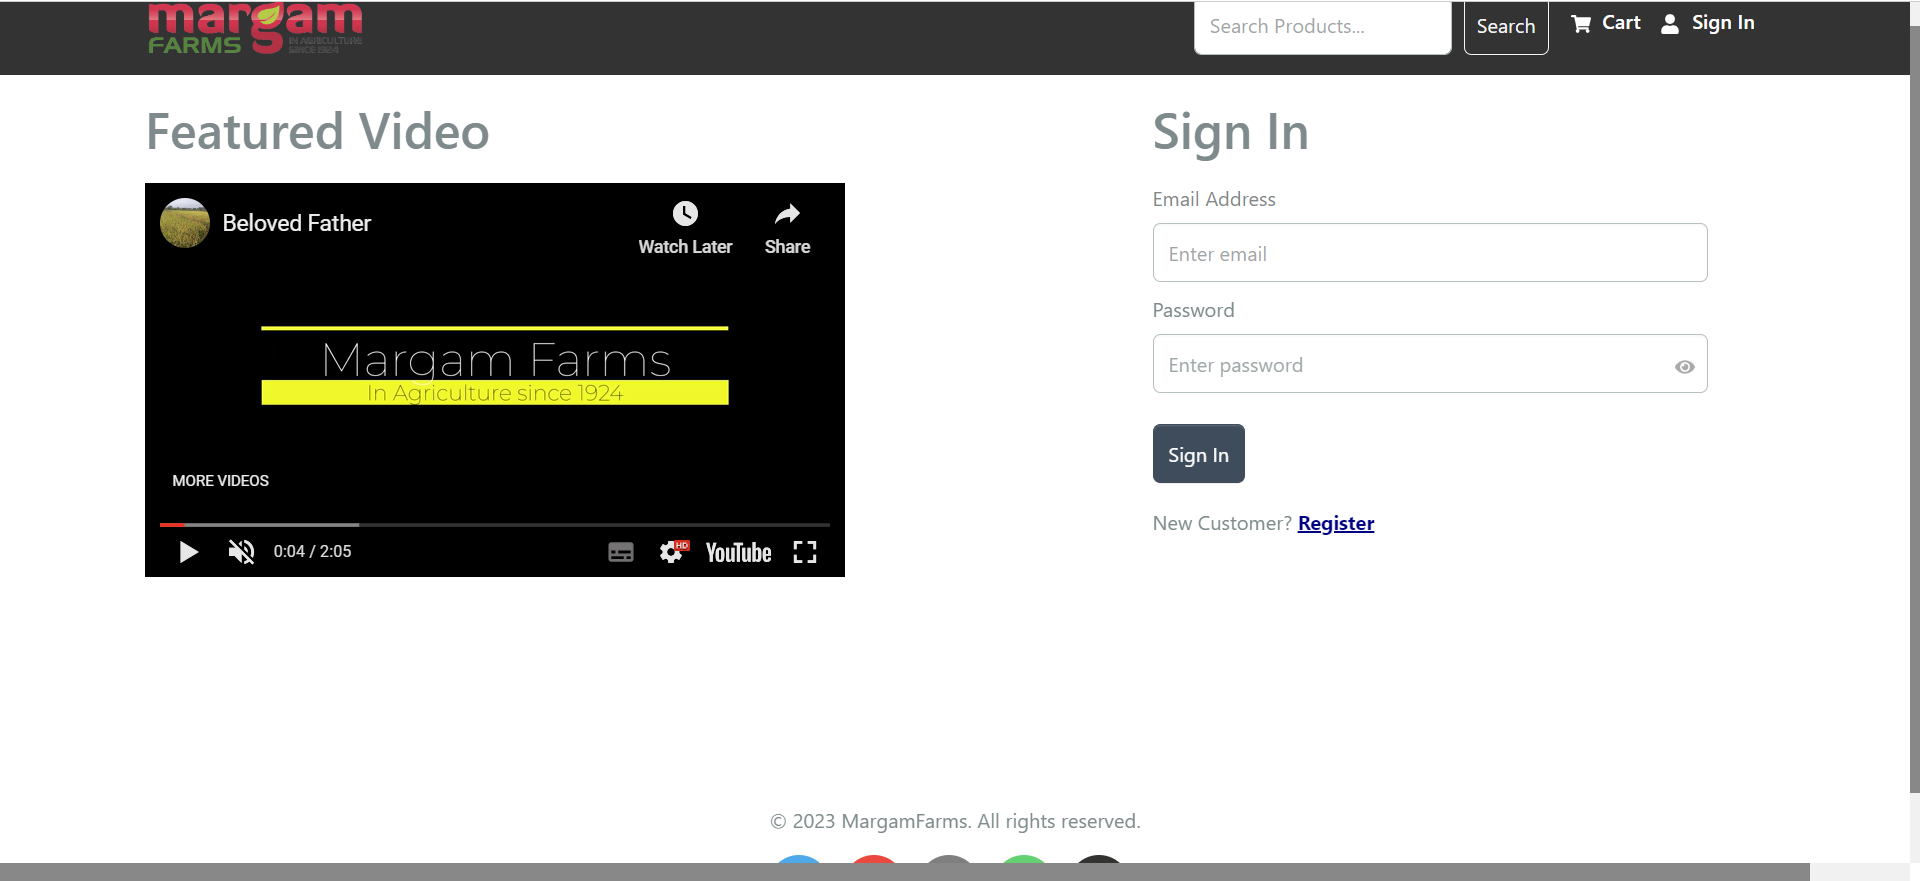 margam
FARMS
IN AGRICULTURE
SINCE 1924
Search Products...
Search
Cart
Sign In
Featured Video
Beloved Father
Watch Later
Share
Margam Farms
In Agriculture since 1924
MORE VIDEOS
0:04 / 2:05
HD
YouTube
Sign In
Email Address
Enter email
Password
Enter password
Sign In
New Customer? Register
© 2023 MargamFarms. All rights reserved.